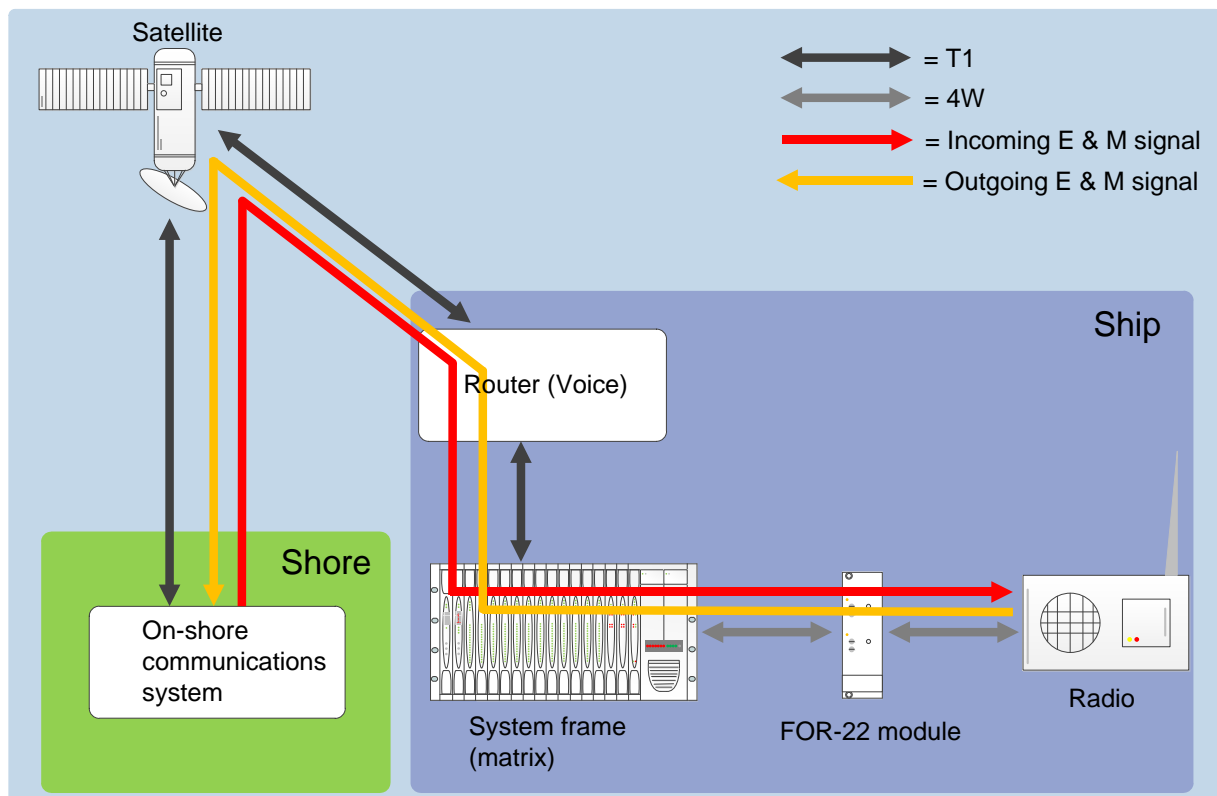 Satellite
= T1
= 4W
= Incoming E & M signal
= Outgoing E & M signal
Ship
Router (Voice)
Shore
On-shore
communications
system
System frame
(matrix)
FOR-22 module
Radio